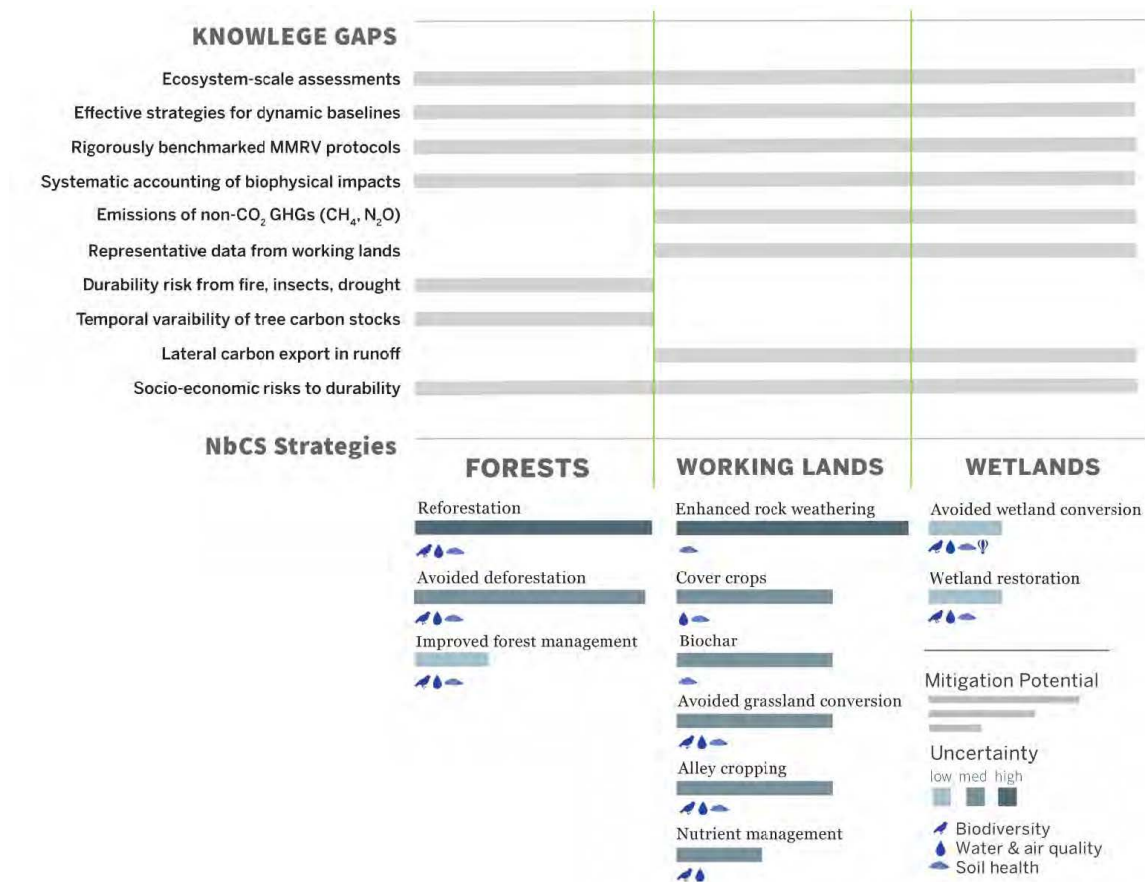 KNOWLEGE GAPS
Ecosystem-scale assessments
Effective strategies for dynamic baselines
Rigorously benchmarked MMRV protocols
Systematic accounting of biophysical impacts
Emissions of non-CO₂ GHGs (CH₄, N₂O)
Representative data from working lands
Durability risk from fire, insects, drought
Temporal varaibility of tree carbon stocks
Lateral carbon export in runoff
Socio-economic risks to durability
NbCS Strategies
FORESTS
Reforestation
Avoided deforestation
Improved forest management
WORKING LANDS
Enhanced rock weathering
Cover crops
Biochar
Avoided grassland conversion
Alley cropping
Nutrient management
WETLANDS
Avoided wetland conversion
Wetland restoration
Mitigation Potential
Uncertainty
low med high
Biodiversity
Water & air quality
Soil health